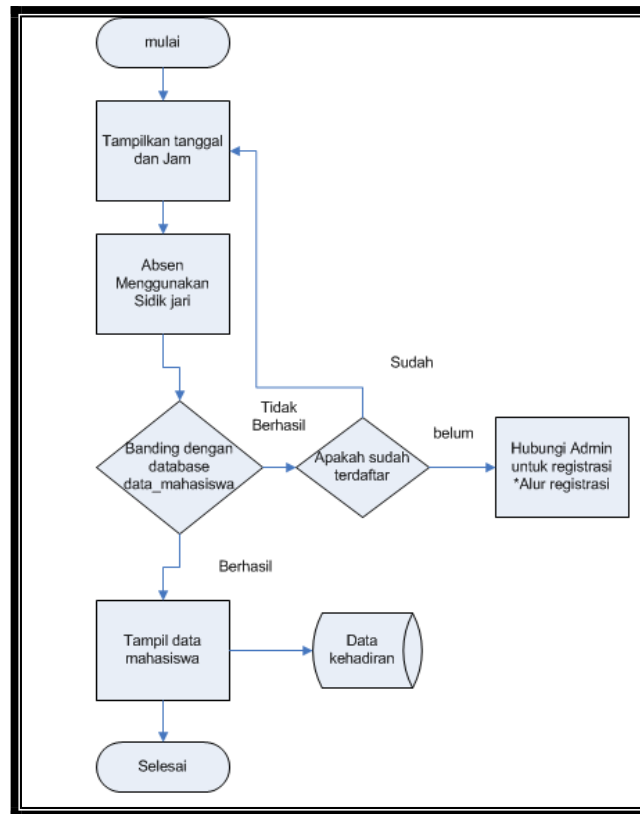 mulai
Tampilkan tanggal
dan Jam
Absen
Menggunakan
Sidik jari
Sudah
Tidak
Berhasil
belum
Banding dengan
database
data_mahasiswa
Apakah sudah
terdaftar
Hubungi Admin
untuk registrasi
*Alur registrasi
Berhasil
Tampil data
mahasiswa
Data
kehadiran
Selesai